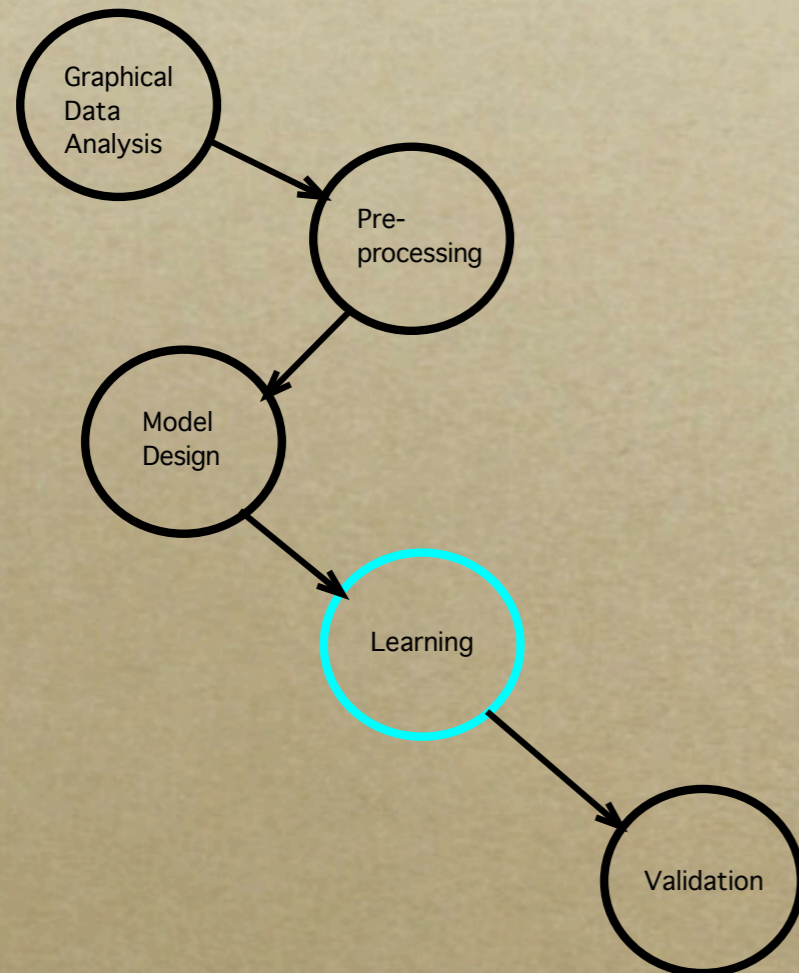 Graphical
Data
Analysis
Pre-
processing
Model
Design
Learning
Validation